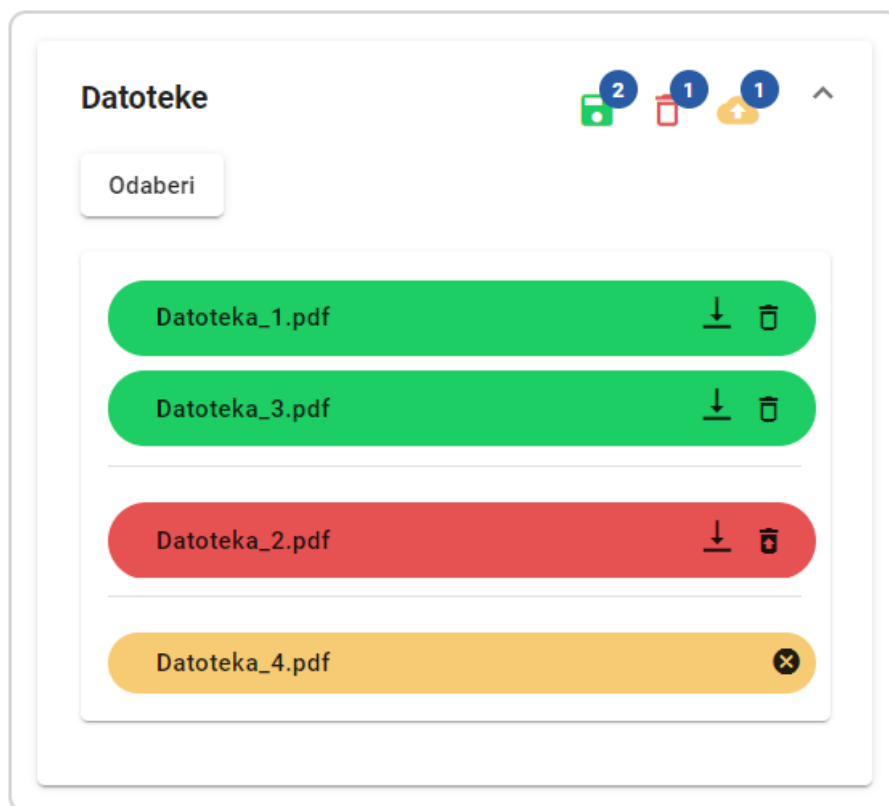 Datoteke
2
1
1
Odaberi
Datoteka_1.pdf
Datoteka_3.pdf
Datoteka_2.pdf
Datoteka_4.pdf